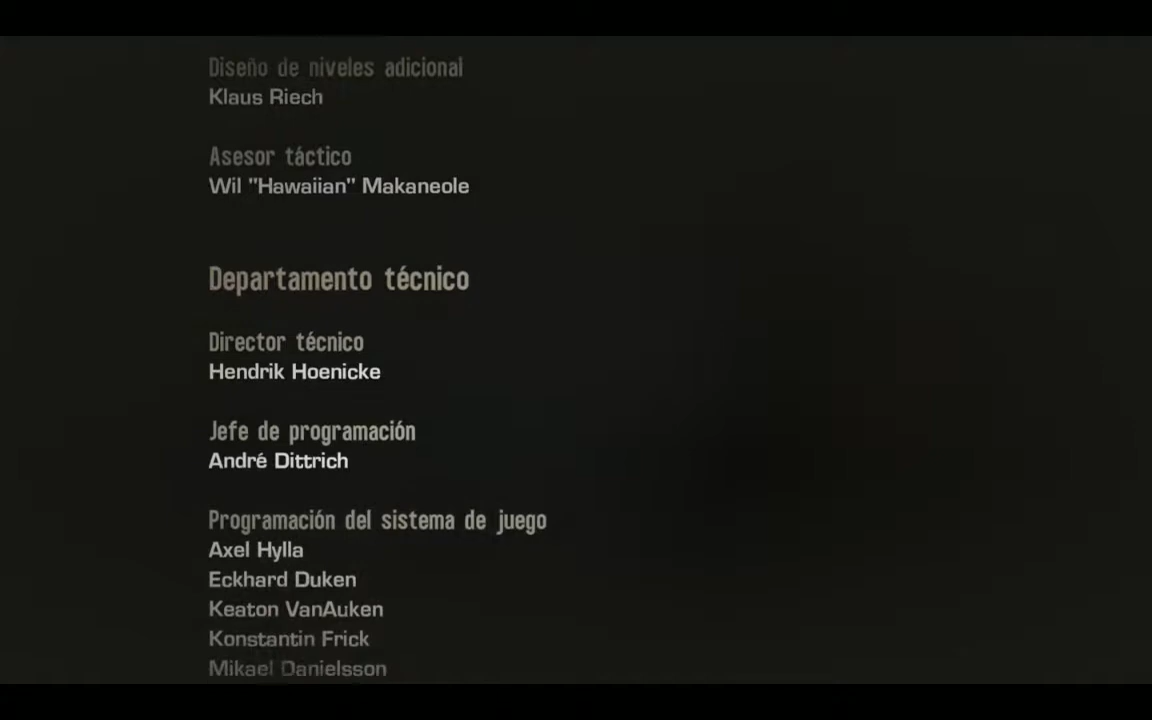 Diseño de niveles adicional
Klaus Riech
Asesor táctico
Wil "Hawaiian" Makaneole
Departamento técnico
Director técnico
Hendrik Hoenicke
Jefe de programación
André Dittrich
Programación del sistema de juego
Axel Hylla
Eckhard Duken
Keaton VanAuken
Konstantin Frick
Mikael Danielsson